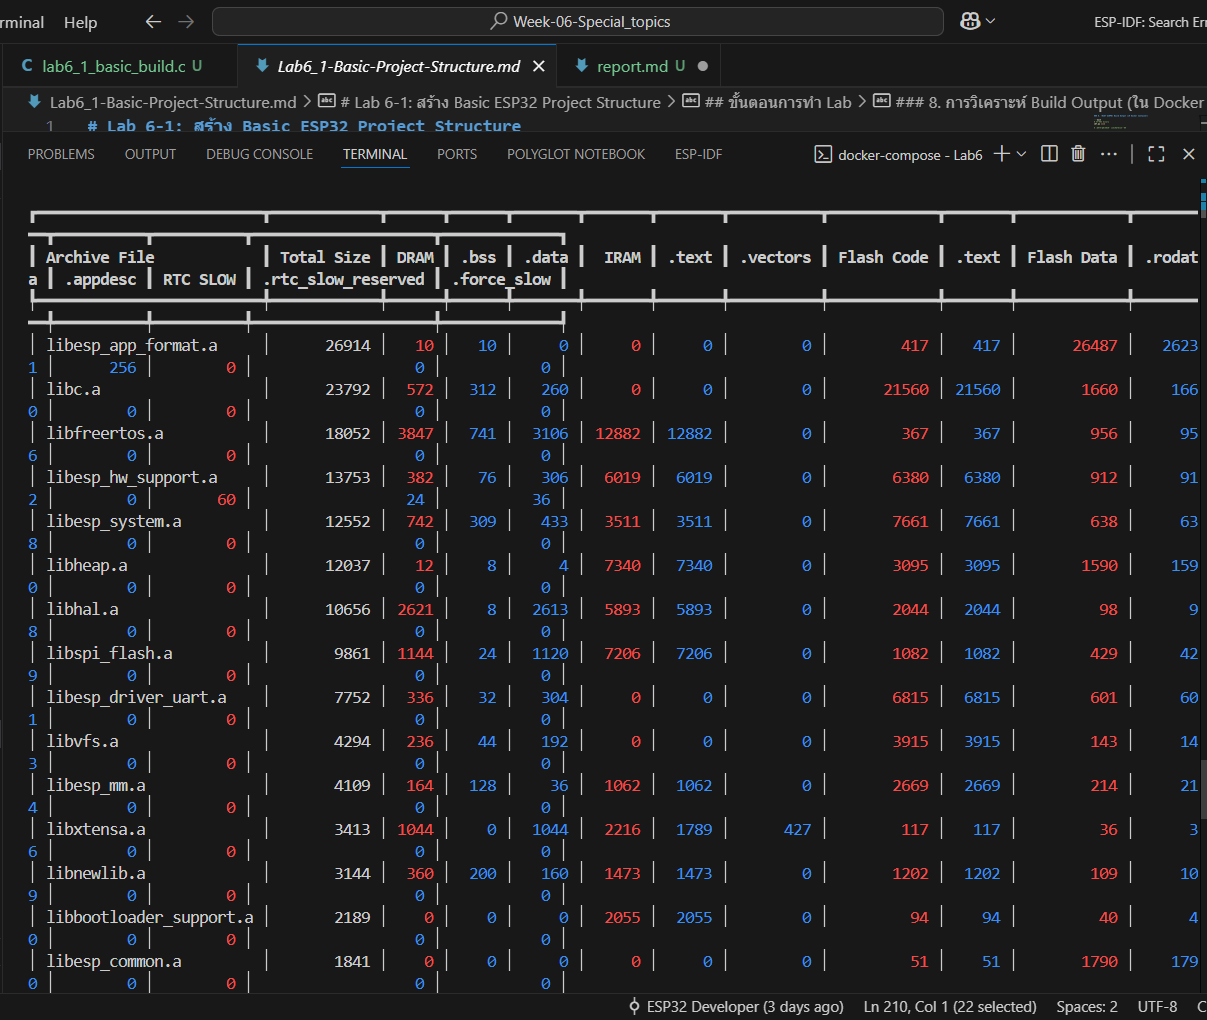 rminal Help Week-06-Special_topics ESP-IDF: Search Err
C lab6_1_basic_build.c U Lab6_1-Basic-Project-Structure.md report.md U
Lab6_1-Basic-Project-Structure.md > # Lab 6-1: สร้าง Basic ESP32 Project Structure > ## ขั้นตอนการทำ Lab > ### 8. การวิเคราะห์ Build Output (ใน Docker
1 # Lab 6-1: สร้าง Basic ESP32 Project Structure
PROBLEMS OUTPUT DEBUG CONSOLE TERMINAL PORTS POLYGLOT NOTEBOOK ESP-IDF docker-compose - Lab6
Archive File Total Size DRAM .bss .data IRAM .text .vectors Flash Code .text Flash Data .rodat
a .appdesc RTC SLOW .rtc_slow_reserved .force_slow
libesp_app_format.a 26914 10 10 0 0 0 0 417 417 26487 2623
1 256 0 0 0
libc.a 23792 572 312 260 0 0 0 21560 21560 1660 166
0 0 0 0 0
libfreertos.a 18052 3847 741 3106 12882 12882 0 367 367 956 95
6 0 0 0 0
libesp_hw_support.a 13753 382 76 306 6019 6019 0 6380 6380 912 91
2 0 60 24 36
libesp_system.a 12552 742 309 433 3511 3511 0 7661 7661 638 63
8 0 0 0 0
libheap.a 12037 12 8 4 7340 7340 0 3095 3095 1590 159
0 0 0 0 0
libhal.a 10656 2621 8 2613 5893 5893 0 2044 2044 98 9
8 0 0 0 0
libspi_flash.a 9861 1144 24 1120 7206 7206 0 1082 1082 429 42
9 0 0 0 0
libesp_driver_uart.a 7752 336 32 304 0 0 0 6815 6815 601 60
1 0 0 0 0
libvfs.a 4294 236 44 192 0 0 0 3915 3915 143 14
3 0 0 0 0
libesp_mm.a 4109 164 128 36 1062 1062 0 2669 2669 214 21
4 0 0 0 0
libxtensa.a 3413 1044 0 1044 2216 1789 427 117 117 36 3
6 0 0 0 0
libnewlib.a 3144 360 200 160 1473 1473 0 1202 1202 109 10
9 0 0 0 0
libbootloader_support.a 2189 0 0 0 2055 2055 0 94 94 40 4
0 0 0 0 0
libesp_common.a 1841 0 0 0 0 0 0 51 51 1790 179
0 0 0 0 0
ESP32 Developer (3 days ago) Ln 210, Col 1 (22 selected) Spaces: 2 UTF-8 C